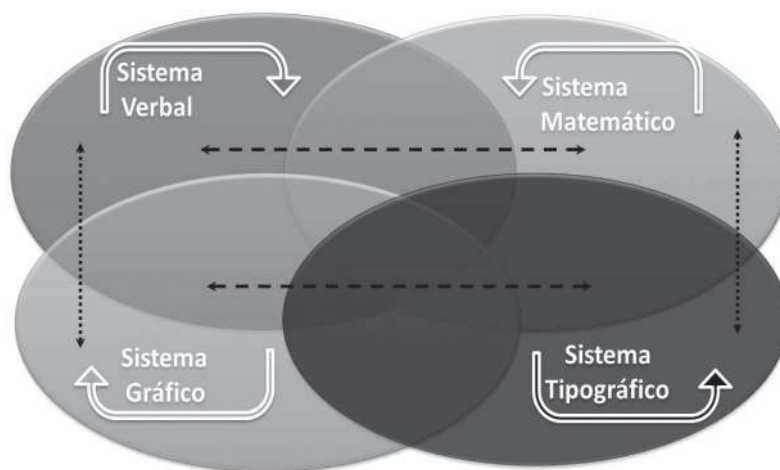 Sistema
Verbal
Sistema
Matemático
Sistema
Gráfico
Sistema
Tipográfico